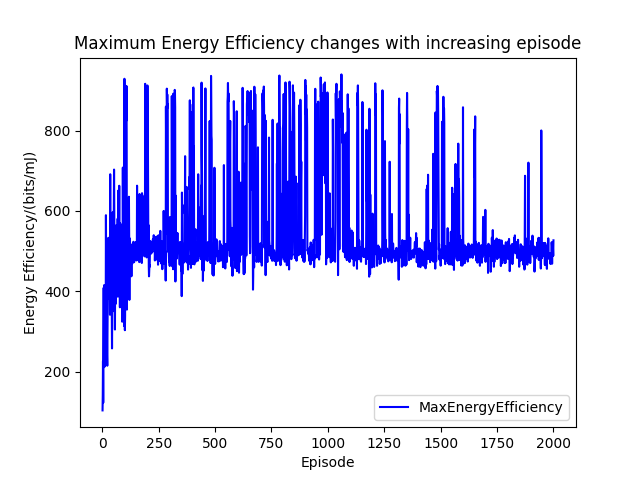 Maximum Energy Efficiency changes with increasing episode
Energy Efficiency/(bits/mJ)
800
600
400
200
MaxEnergyEfficiency
0 250 500 750 1000 1250 1500 1750 2000
Episode